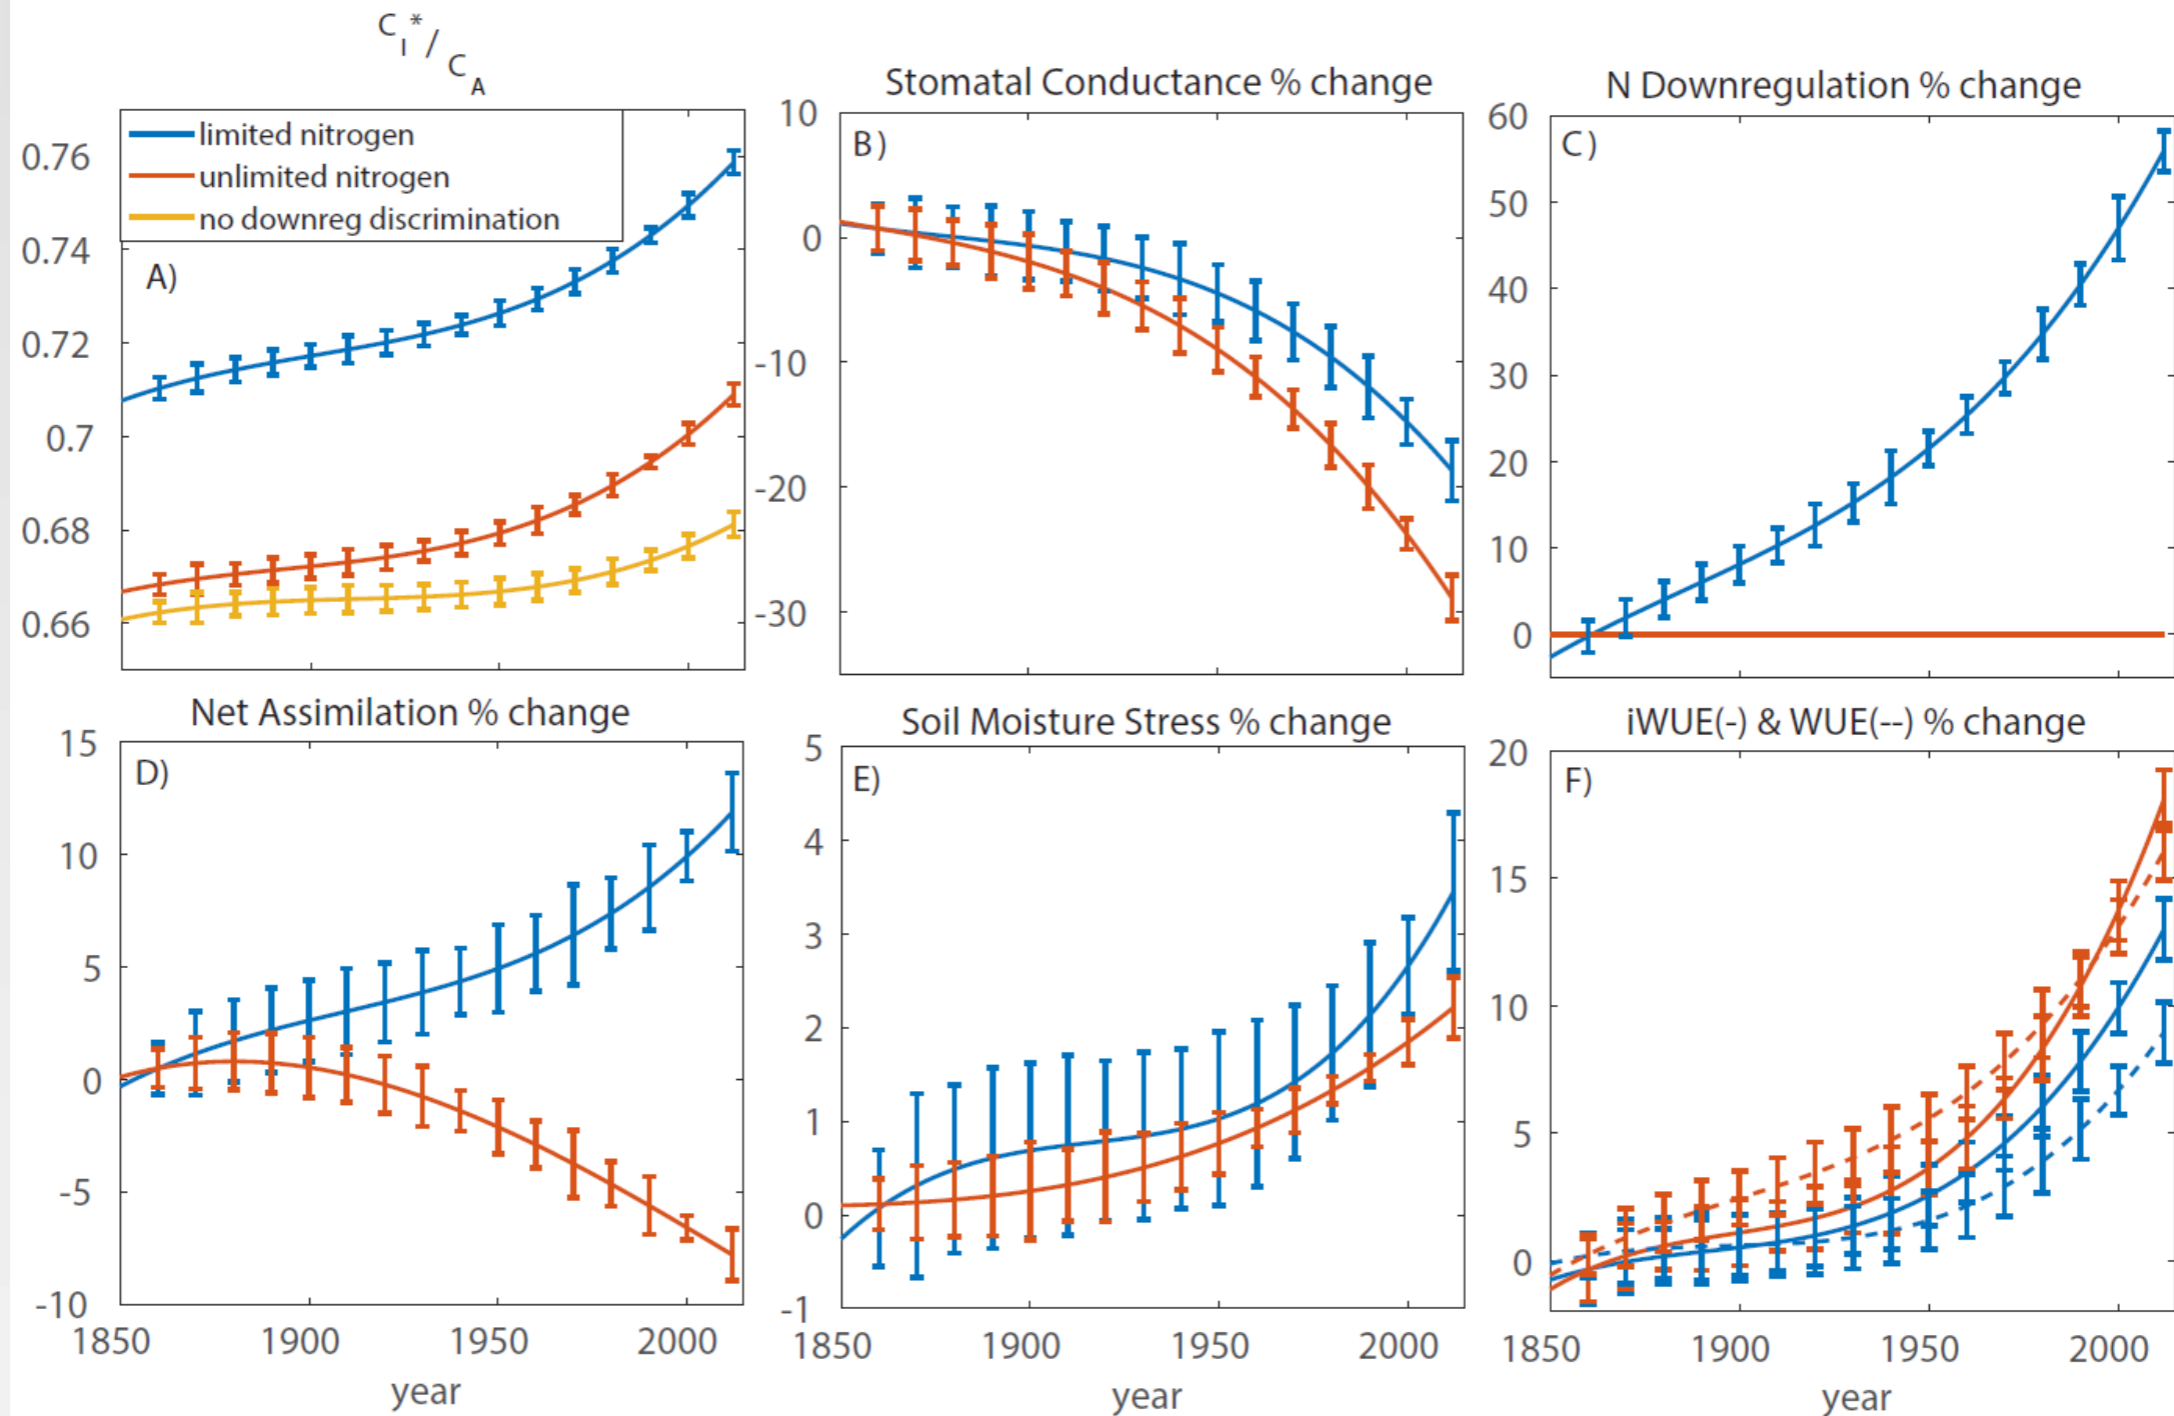 C_I* / C_A
limited nitrogen
unlimited nitrogen
no downreg discrimination
A)
0.76
0.74
0.72
0.7
0.68
0.66
Stomatal Conductance % change
B)
10
0
-10
-20
-30
N Downregulation % change
C)
60
50
40
30
20
10
0
Net Assimilation % change
D)
15
10
5
0
-5
-10
1850 1900 1950 2000
year
Soil Moisture Stress % change
E)
5
4
3
2
1
0
-1
1850 1900 1950 2000
year
iWUE(-) & WUE(--) % change
F)
20
15
10
5
0
1850 1900 1950 2000
year